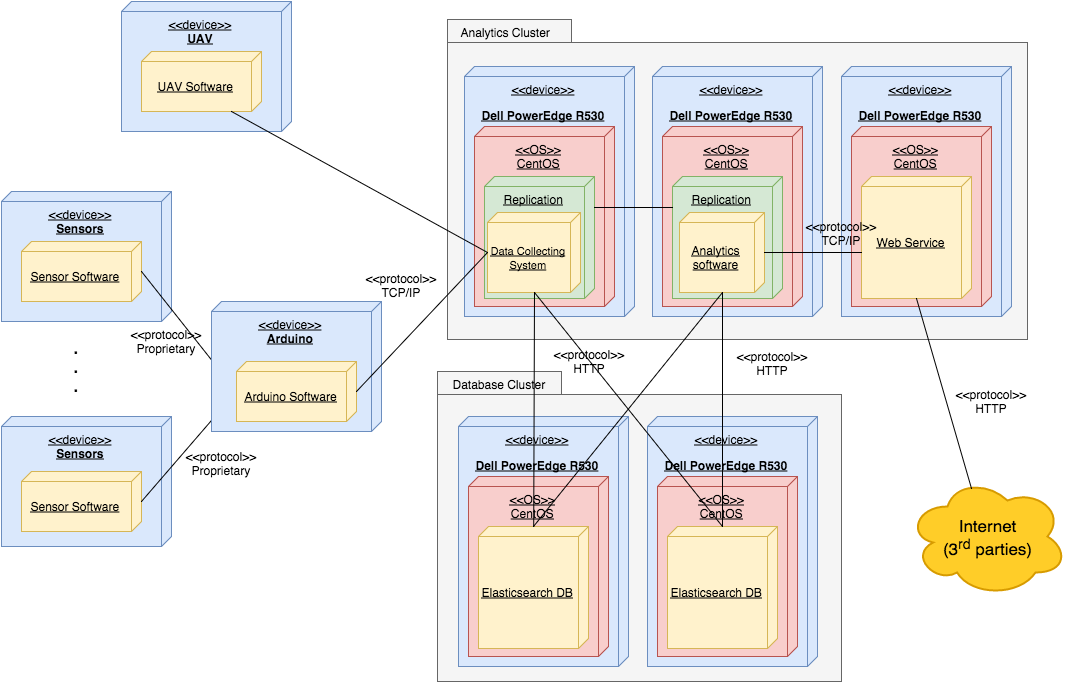 <<device>>
UAV
UAV Software
<<device>>
Sensors
Sensor Software
<<protocol>>
Proprietary
.
.
.
<<device>>
Sensors
Sensor Software
<<protocol>>
Proprietary
<<device>>
Arduino
Arduino Software
<<protocol>>
TCP/IP
Analytics Cluster
<<device>>
Dell PowerEdge R530
<<OS>>
CentOS
Replication
Data Collecting
System
<<device>>
Dell PowerEdge R530
<<OS>>
CentOS
Replication
Analytics
software
<<protocol>>
TCP/IP
<<device>>
Dell PowerEdge R530
<<OS>>
CentOS
Web Service
<<protocol>>
HTTP
<<protocol>>
HTTP
<<protocol>>
HTTP
Database Cluster
<<device>>
Dell PowerEdge R530
<<OS>>
CentOS
Elasticsearch DB
<<device>>
Dell PowerEdge R530
<<OS>>
CentOS
Elasticsearch DB
Internet
(3rd parties)